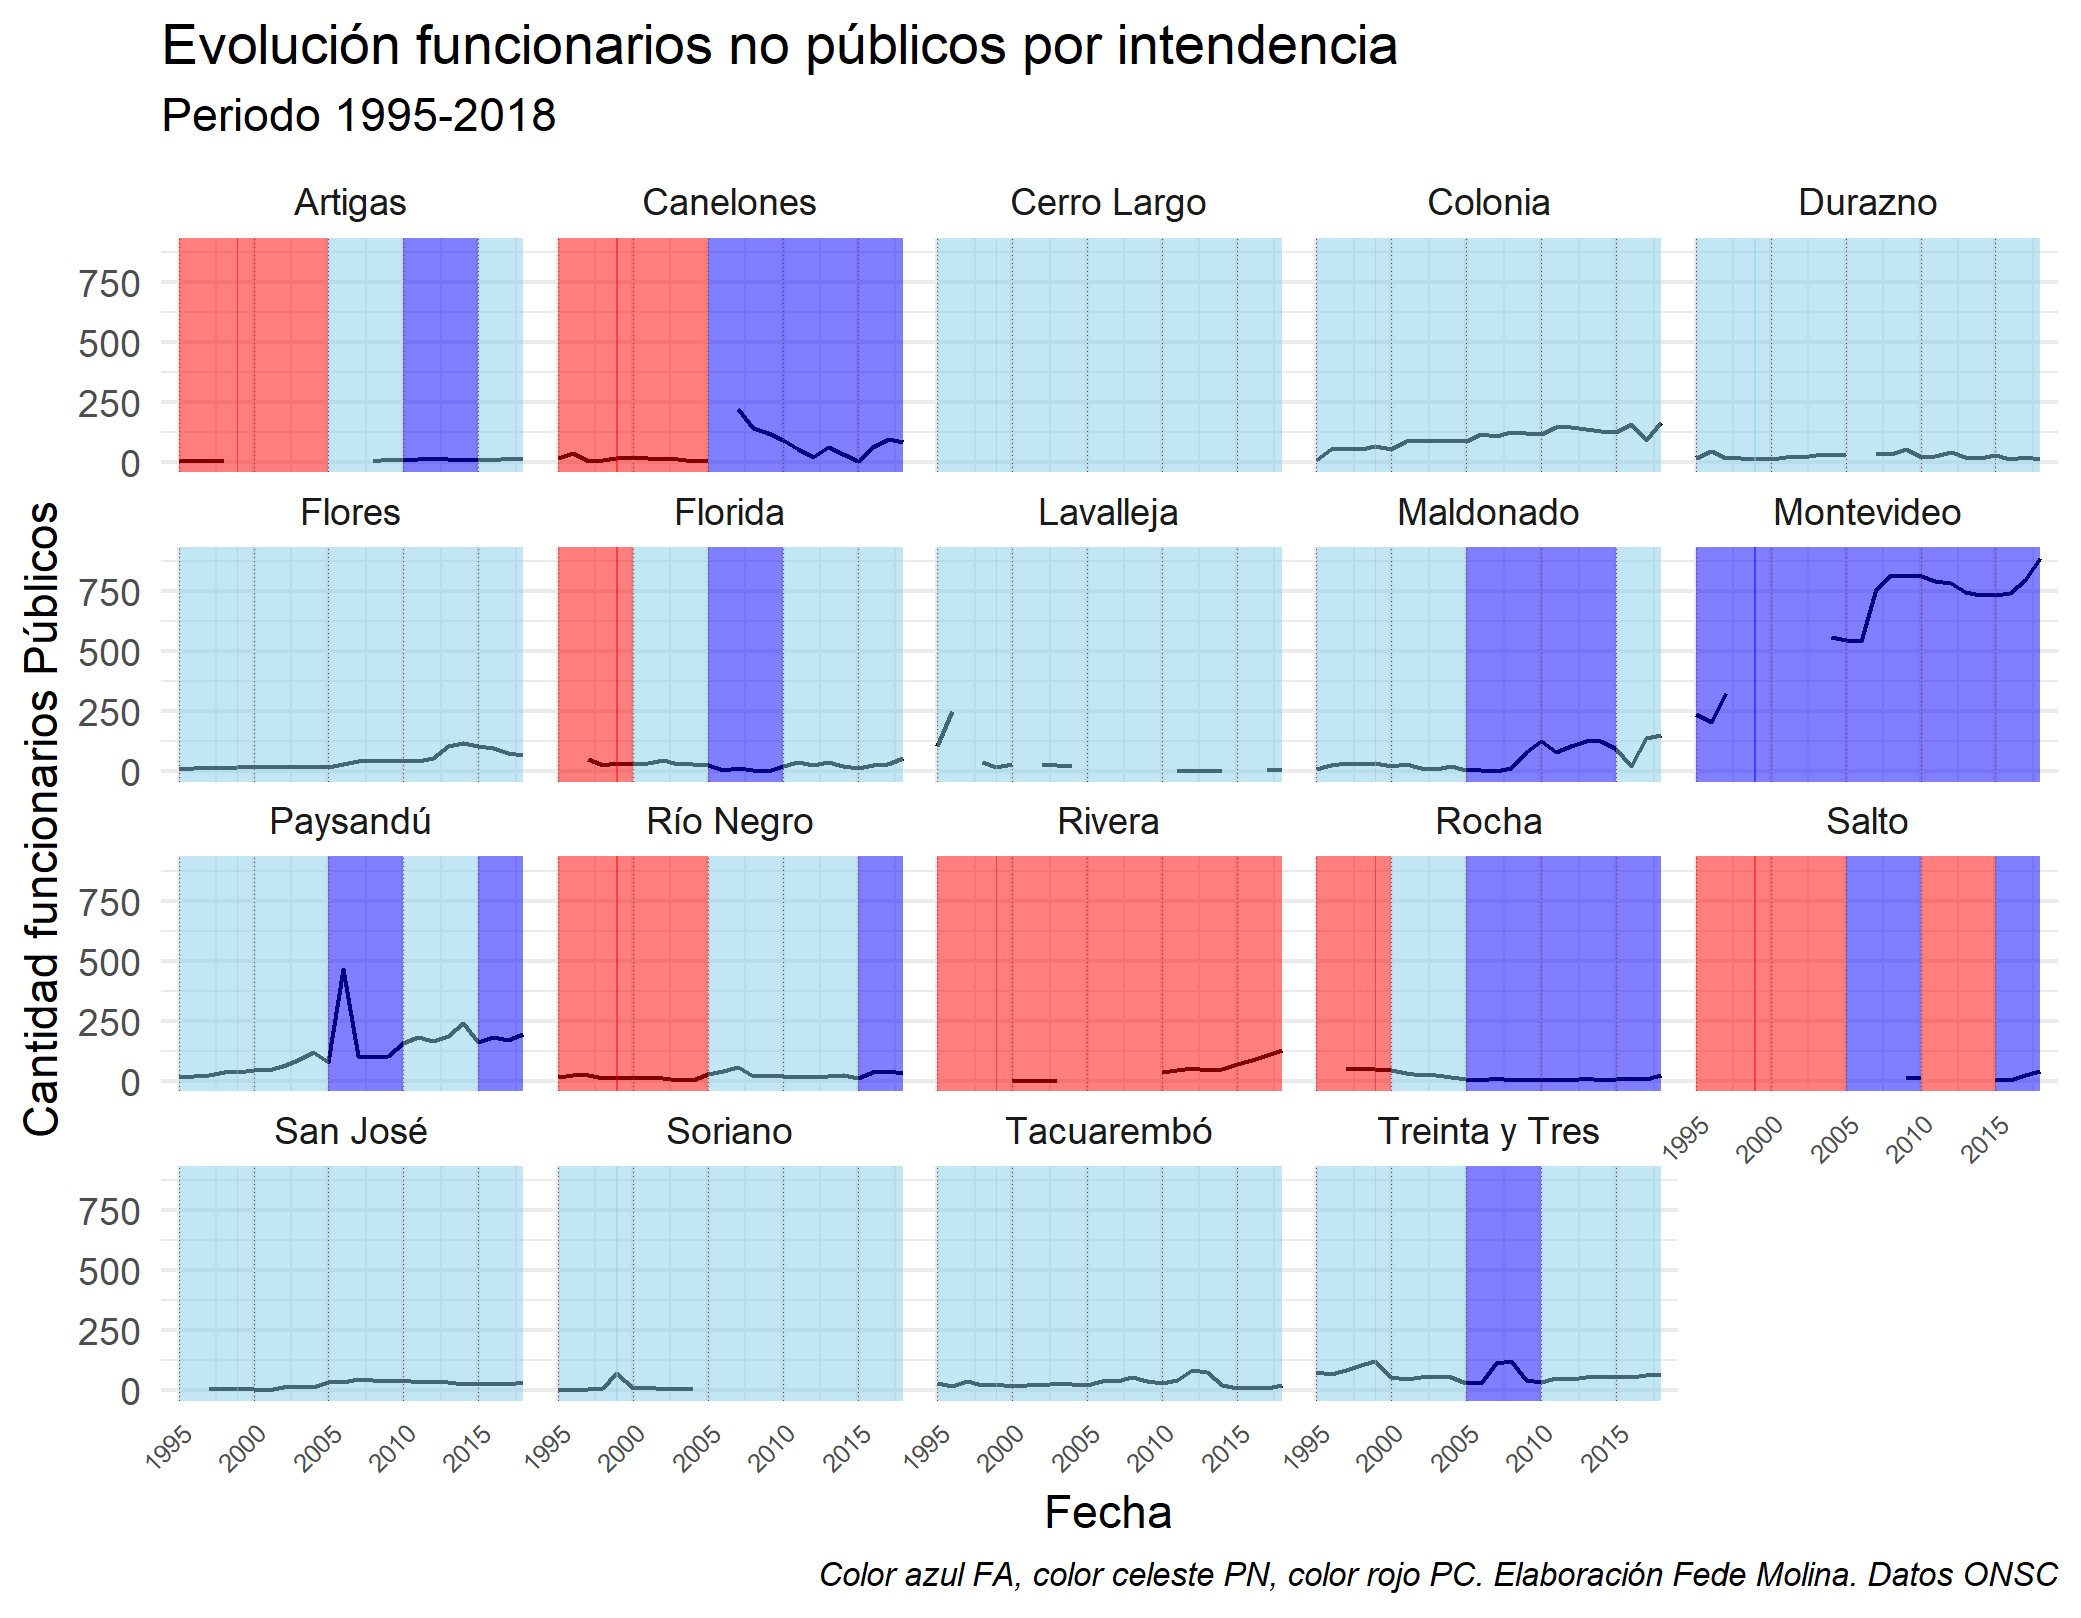 Evolución funcionarios no públicos por intendencia
Periodo 1995-2018
Cantidad funcionarios Públicos
Artigas Canelones Cerro Largo Colonia Durazno
750
500
250
0
Flores Florida Lavalleja Maldonado Montevideo
750
500
250
0
Paysandú Río Negro Rivera Rocha Salto
750
500
250
0
1995 2000 2005 2010 2015
San José Soriano Tacuarembó Treinta y Tres
750
500
250
0
1995 2000 2005 2010 2015 1995 2000 2005 2010 2015 1995 2000 2005 2010 2015 1995 2000 2005 2010 2015
Fecha
Color azul FA, color celeste PN, color rojo PC. Elaboración Fede Molina. Datos ONSC